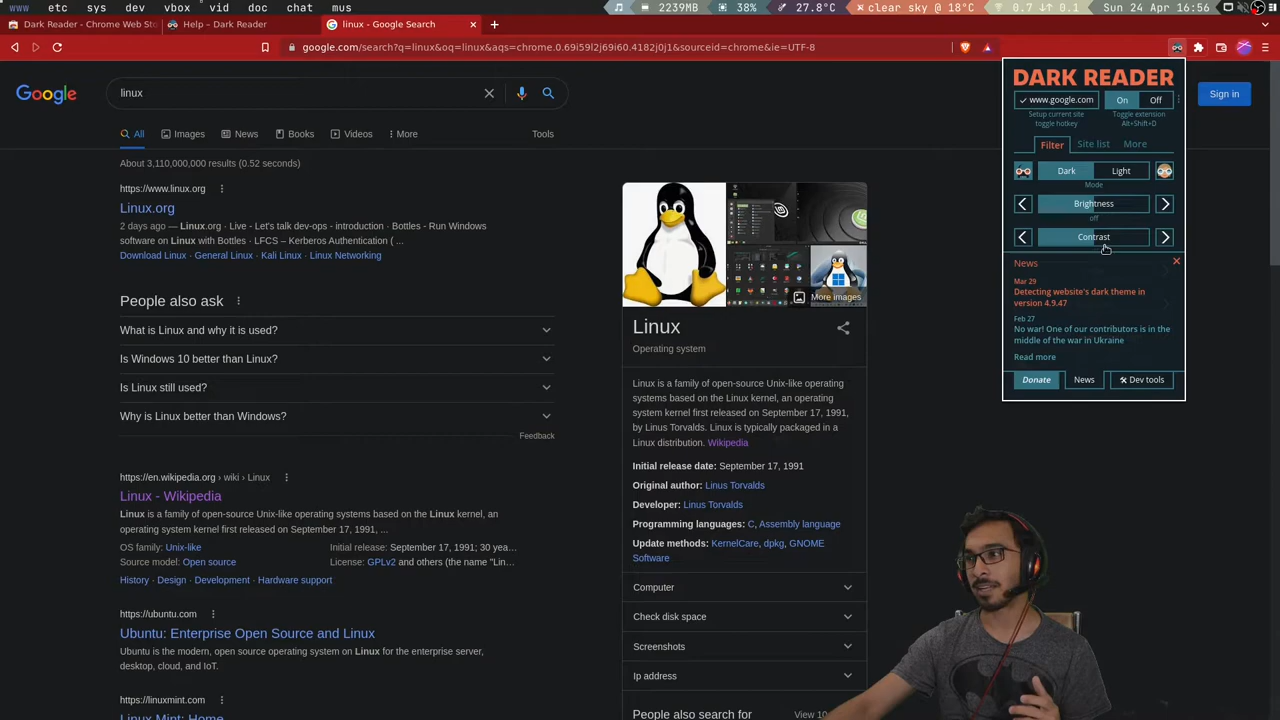 www etc sys dev vbox vid doc chat mus
2239MB 38% 27.8°C clear sky @ 18°C 0.7 0.1 Sun 24 Apr 16:56
Dark Reader - Chrome Web Sto
Help – Dark Reader
linux - Google Search
google.com/search?q=linux&oq=linux&aqs=chrome.0.69i59l2j69i60.4182j0j1&sourceid=chrome&ie=UTF-8
Google
linux
Sign in
All Images News Books Videos More Tools
About 3,110,000,000 results (0.52 seconds)
https://www.linux.org
Linux.org
2 days ago — Linux.org · Live - Let's talk dev-ops - introduction · Bottles - Run Windows
software on Linux with Bottles · LFCS – Kerberos Authentication ( ...
Download Linux · General Linux · Kali Linux · Linux Networking
People also ask
What is Linux and why it is used?
Is Windows 10 better than Linux?
Is Linux still used?
Why is Linux better than Windows?
Feedback
https://en.wikipedia.org › wiki › Linux
Linux - Wikipedia
Linux is a family of open-source Unix-like operating systems based on the Linux kernel, an
operating system kernel first released on September 17, 1991, ...
OS family: Unix-like Initial release: September 17, 1991; 30 yea…
Source model: Open source License: GPLv2 and others (the name "Lin…
History · Design · Development · Hardware support
https://ubuntu.com
Ubuntu: Enterprise Open Source and Linux
Ubuntu is the modern, open source operating system on Linux for the enterprise server,
desktop, cloud, and IoT.
https://linuxmint.com
Linux Mint: Home
More images
Linux
Operating system
Linux is a family of open-source Unix-like operating
systems based on the Linux kernel, an operating
system kernel first released on September 17, 1991,
by Linus Torvalds. Linux is typically packaged in a
Linux distribution. Wikipedia
Initial release date: September 17, 1991
Original author: Linus Torvalds
Developer: Linus Torvalds
Programming languages: C, Assembly language
Update methods: KernelCare, dpkg, GNOME
Software
Computer
Check disk space
Screenshots
Ip address
People also search for
View 10
DARK READER
www.google.com On Off
Setup current site Toggle extension
toggle hotkey Alt+Shift+D
Filter Site list More
Dark Light
Mode
Brightness
off
Contrast
News
Mar 29
Detecting website's dark theme in
version 4.9.47
Feb 27
No war! One of our contributors is in the
middle of the war in Ukraine
Read more
Donate News Dev tools